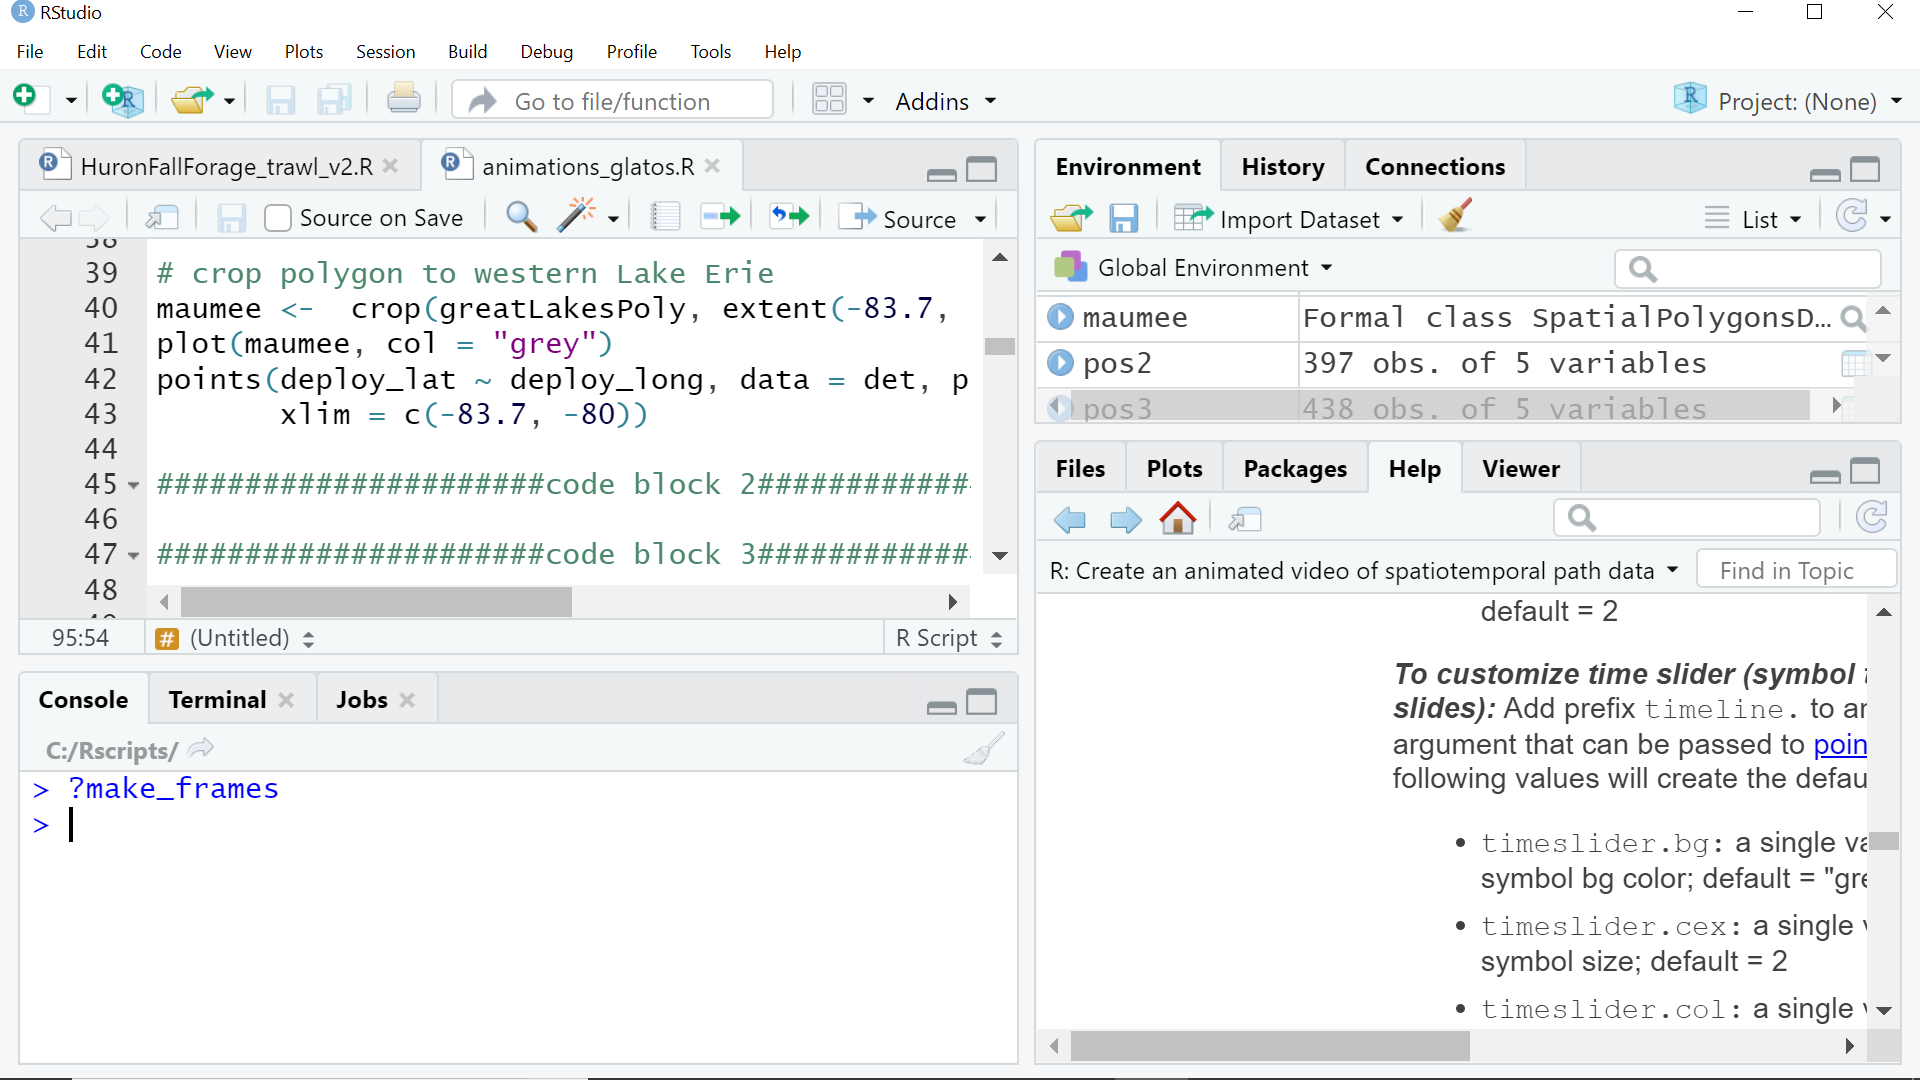 RStudio
File Edit Code View Plots Session Build Debug Profile Tools Help
Go to file/function Addins Project: (None)
HuronFallForage_trawl_v2.R animations_glatos.R
Source on Save Source
38
39 # crop polygon to western Lake Erie
40 maumee <-  crop(greatLakesPoly, extent(-83.7,
41 plot(maumee, col = "grey")
42 points(deploy_lat ~ deploy_long, data = det, p
43        xlim = c(-83.7, -80))
44
45 ######################code block 2############
46
47 ######################code block 3############
48
95:54 # (Untitled) R Script
Console Terminal Jobs
C:/Rscripts/
> ?make_frames
>
Environment History Connections
Import Dataset List
Global Environment
maumee Formal class SpatialPolygonsD...
pos2 397 obs. of 5 variables
pos3 438 obs. of 5 variables
Files Plots Packages Help Viewer
R: Create an animated video of spatiotemporal path data Find in Topic
default = 2
To customize time slider (symbol
slides): Add prefix timeline. to
argument that can be passed to poin
following values will create the defau
• timeslider.bg: a single
symbol bg color; default = "gre
• timeslider.cex: a single
symbol size; default = 2
• timeslider.col: a single